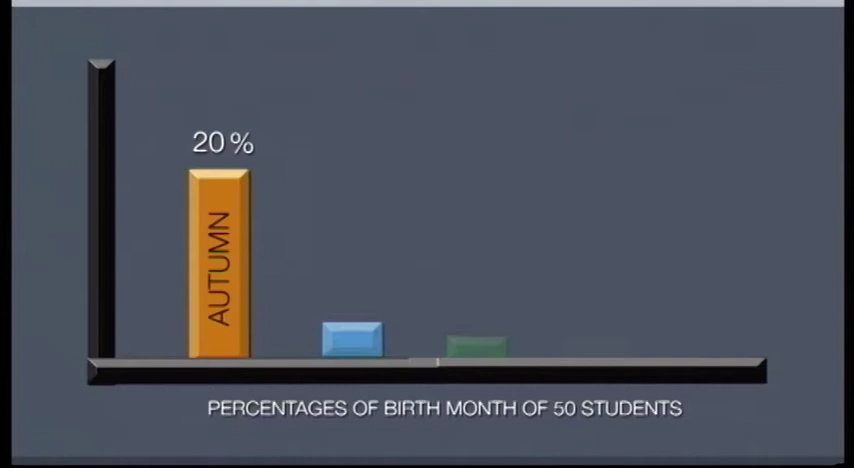 20 %
AUTUMN
PERCENTAGES OF BIRTH MONTH OF 50 STUDENTS